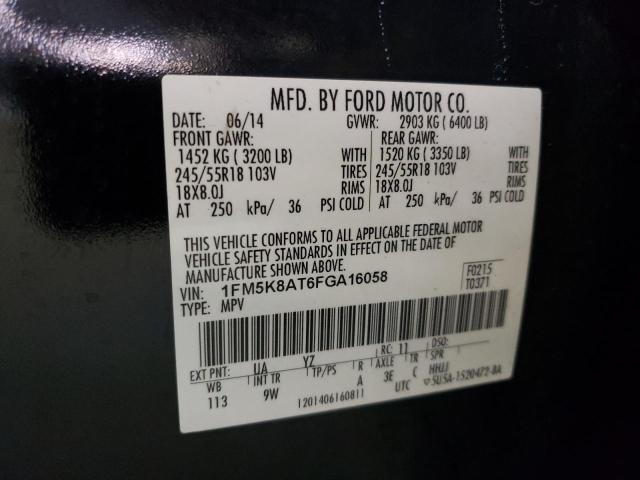 MFD. BY FORD MOTOR CO.
DATE: 06/14 GVWR: 2903 KG ( 6400 LB)
FRONT GAWR: REAR GAWR:
1452 KG ( 3200 LB) WITH 1520 KG ( 3350 LB) WITH
245/55R18 103V TIRES 245/55R18 103V TIRES
18X8.0J RIMS 18X8.0J RIMS
AT 250 kPa/ 36 PSI COLD AT 250 kPa/ 36 PSI COLD
THIS VEHICLE CONFORMS TO ALL APPLICABLE FEDERAL MOTOR
VEHICLE SAFETY STANDARDS IN EFFECT ON THE DATE OF
MANUFACTURE SHOWN ABOVE.
VIN: 1FM5K8AT6FGA16058 F0215
TYPE: MPV T0371
EXT PNT: UA YZ RC: 11 DSO:
WB INT TR TP/PS R AXLE TR SPR
113 9W A 3E C HHJJ
1201406160811 UTC 5U5A-1520472-BA